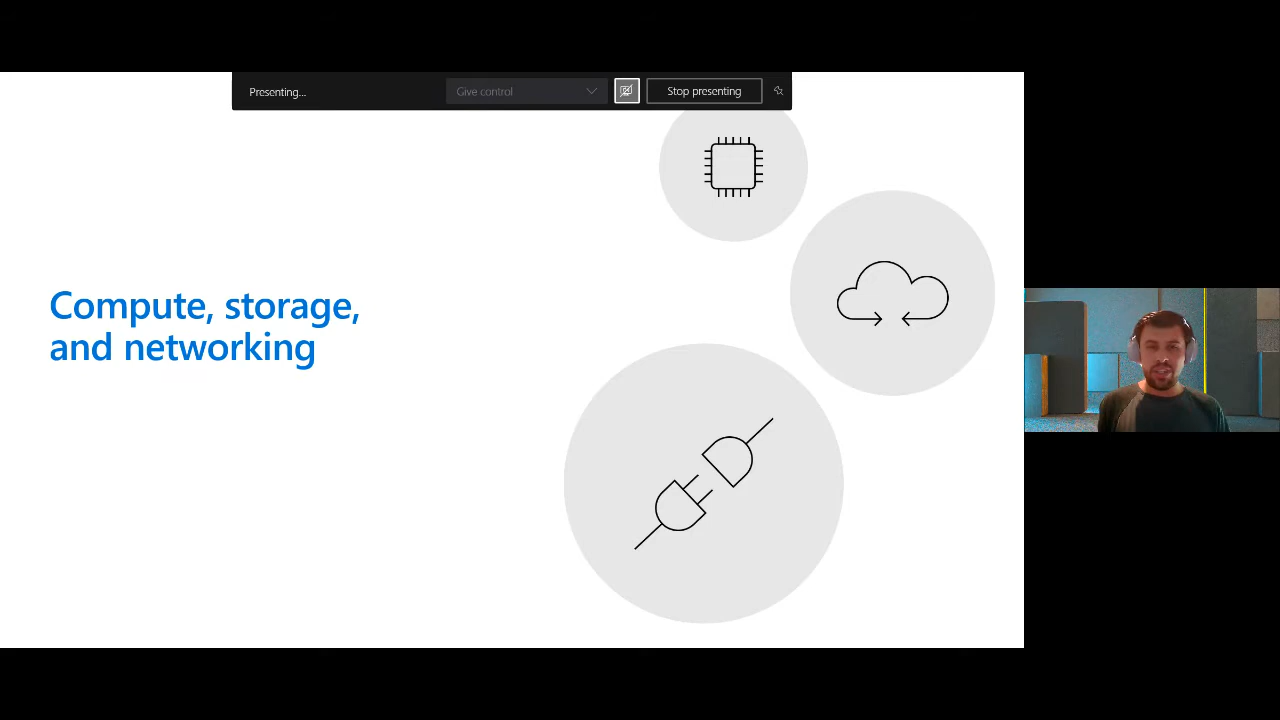 Presenting...
Give control
Stop presenting
Compute, storage,
and networking